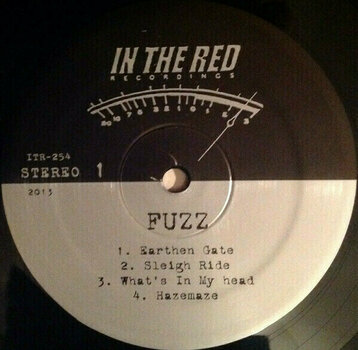 IN THE RED
RECORDINGS
ITR-254
STEREO 1
2013
FUZZ
1. Earthen Gate
2. Sleigh Ride
3. What's In My head
4. Hazemaze